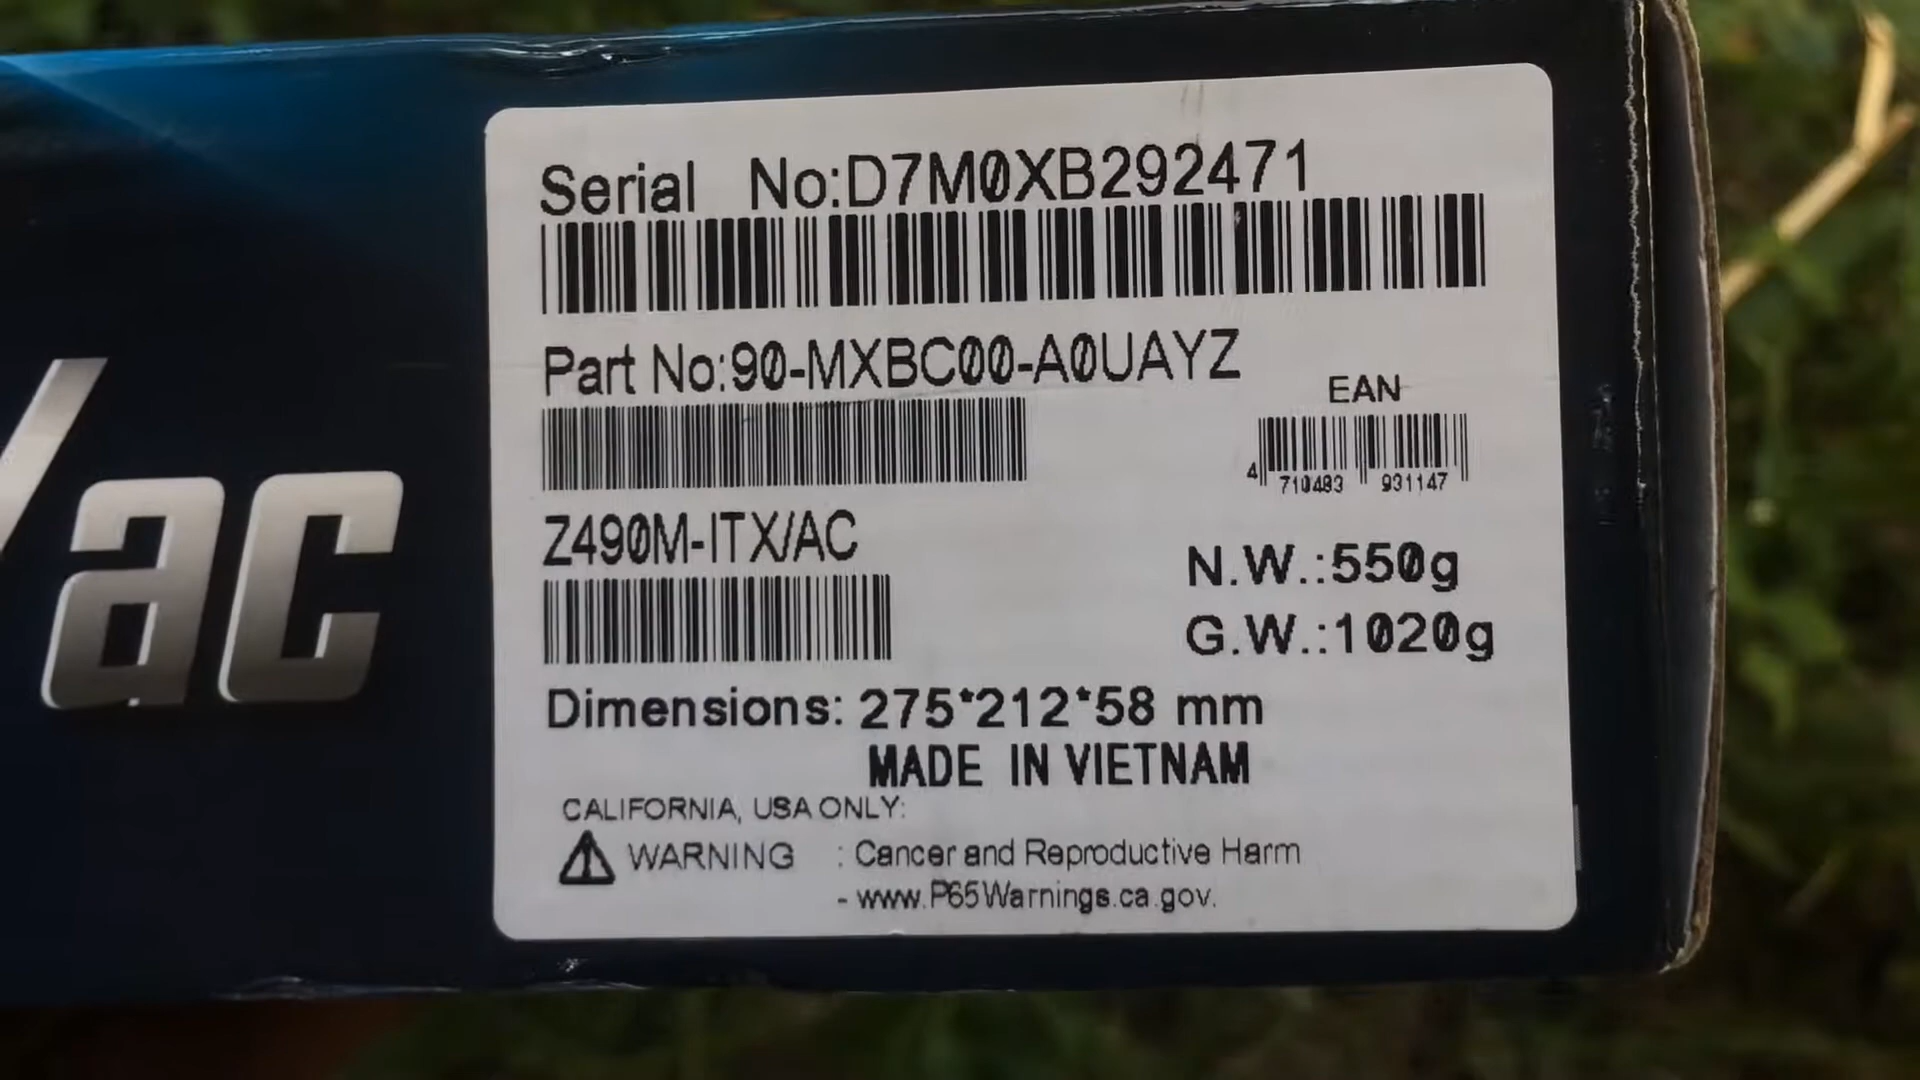 Serial No:D7M0XB292471
Part No:90-MXBC00-A0UAYZ
EAN
4 710483 931147
Z490M-ITX/AC
N.W.:550g
G.W.:1020g
/ac
Dimensions: 275*212*58 mm
MADE IN VIETNAM
CALIFORNIA, USA ONLY:
WARNING : Cancer and Reproductive Harm
- www.P65Warnings.ca.gov.